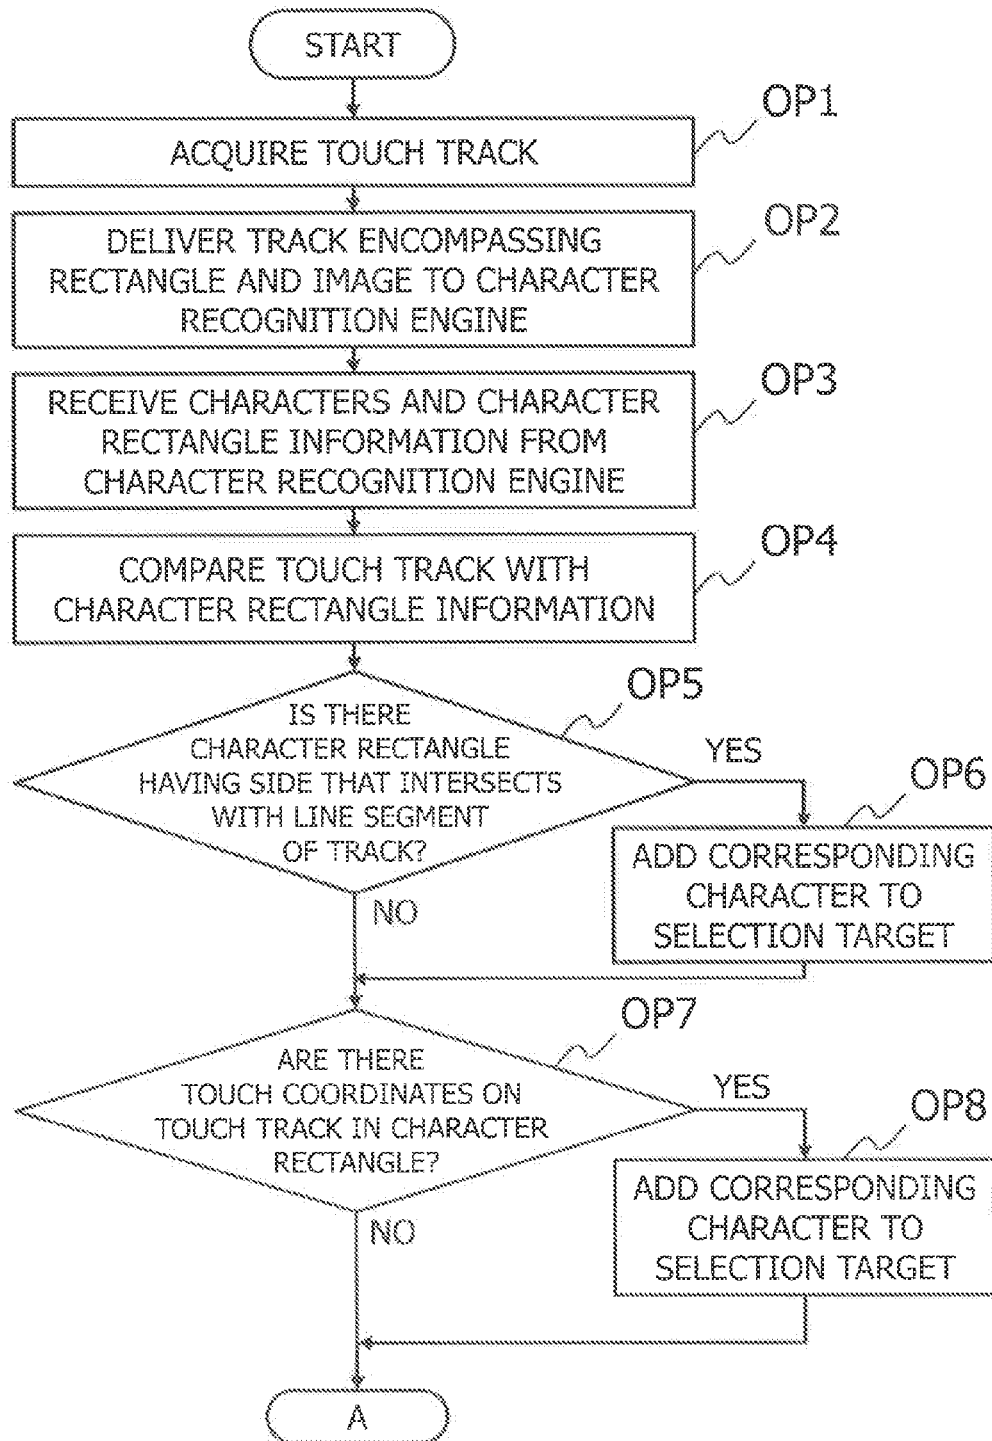 START
OP1
ACQUIRE TOUCH TRACK
OP2
DELIVER TRACK ENCOMPASSING
RECTANGLE AND IMAGE TO CHARACTER
RECOGNITION ENGINE
OP3
RECEIVE CHARACTERS AND CHARACTER
RECTANGLE INFORMATION FROM
CHARACTER RECOGNITION ENGINE
OP4
COMPARE TOUCH TRACK WITH
CHARACTER RECTANGLE INFORMATION
OP5
IS THERE
CHARACTER RECTANGLE
HAVING SIDE THAT INTERSECTS
WITH LINE SEGMENT
OF TRACK?
YES
OP6
ADD CORRESPONDING
CHARACTER TO
SELECTION TARGET
NO
OP7
ARE THERE
TOUCH COORDINATES ON
TOUCH TRACK IN CHARACTER
RECTANGLE?
YES
OP8
ADD CORRESPONDING
CHARACTER TO
SELECTION TARGET
NO
A